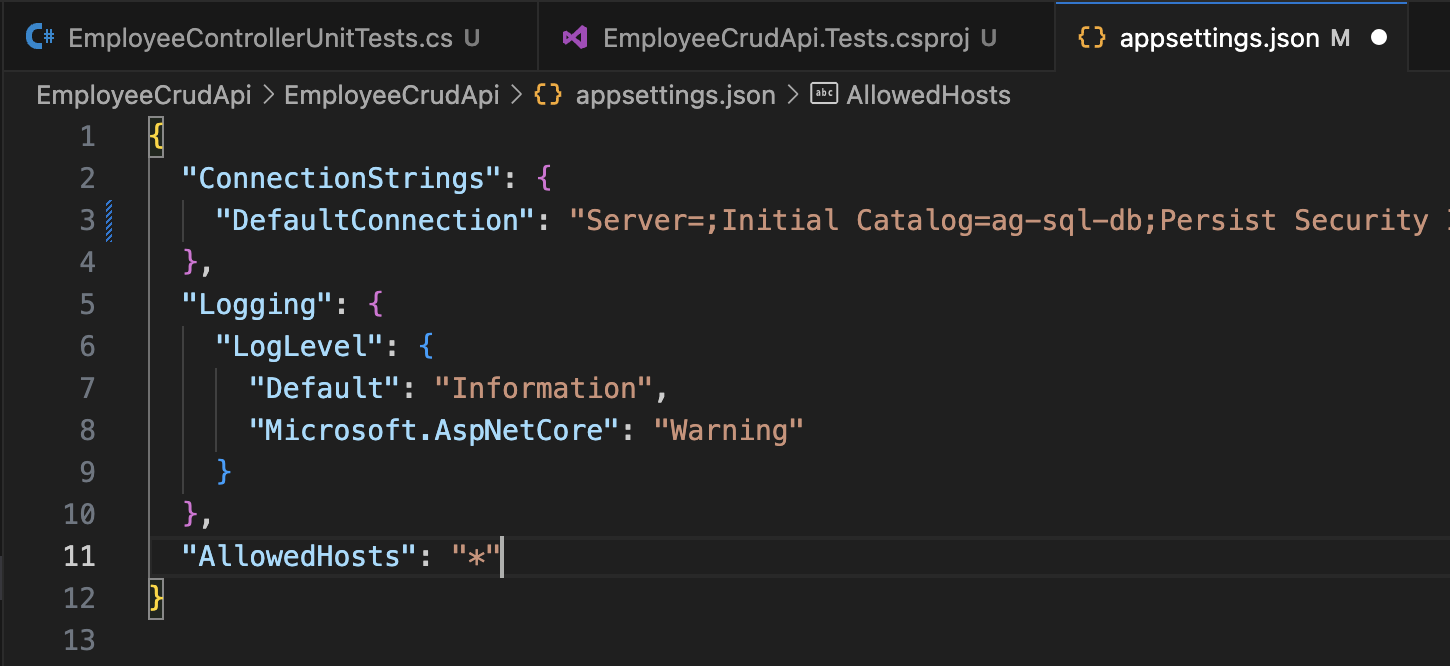 EmployeeControllerUnitTests.cs U EmployeeCrudApi.Tests.csproj U {} appsettings.json M
EmployeeCrudApi > EmployeeCrudApi > {} appsettings.json > abc AllowedHosts
1 {
2 "ConnectionStrings": {
3 "DefaultConnection": "Server=;Initial Catalog=ag-sql-db;Persist Security
4 },
5 "Logging": {
6 "LogLevel": {
7 "Default": "Information",
8 "Microsoft.AspNetCore": "Warning"
9 }
10 },
11 "AllowedHosts": "*"
12 }
13